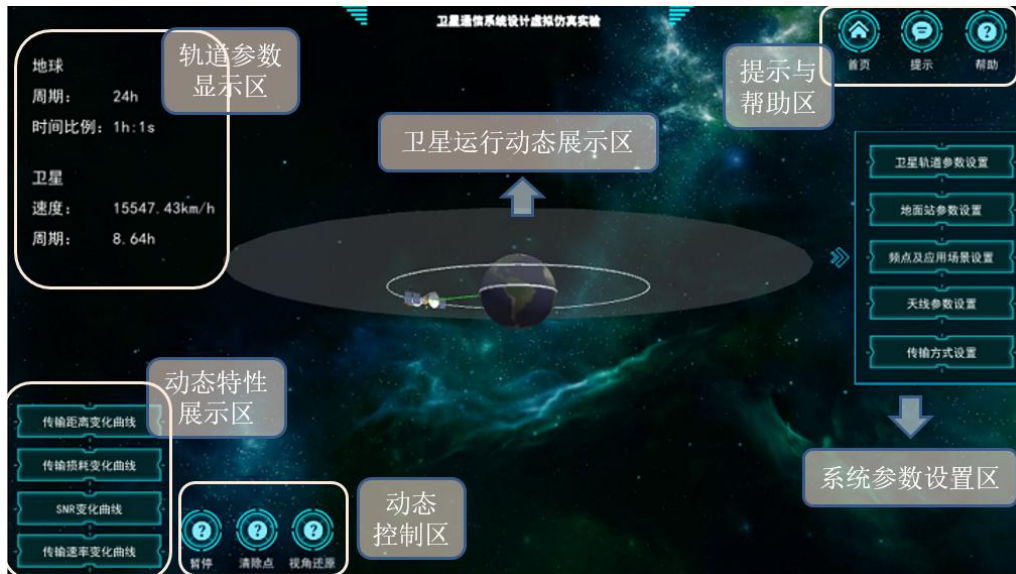 卫星通信系统设计虚拟仿真实验
地球
周期： 24h
时间比例：1h:1s
卫星
速度： 15547.43km/h
周期： 8.64h
轨道参数
显示区
卫星运行动态展示区
提示与
帮助区
首页
提示
帮助
卫星轨道参数设置
地面站参数设置
频点及应用场景设置
天线参数设置
传输方式设置
系统参数设置区
动态特性
展示区
传输距离变化曲线
传输损耗变化曲线
SNR变化曲线
传输速率变化曲线
暂停
清除点
视角还原
动态
控制区